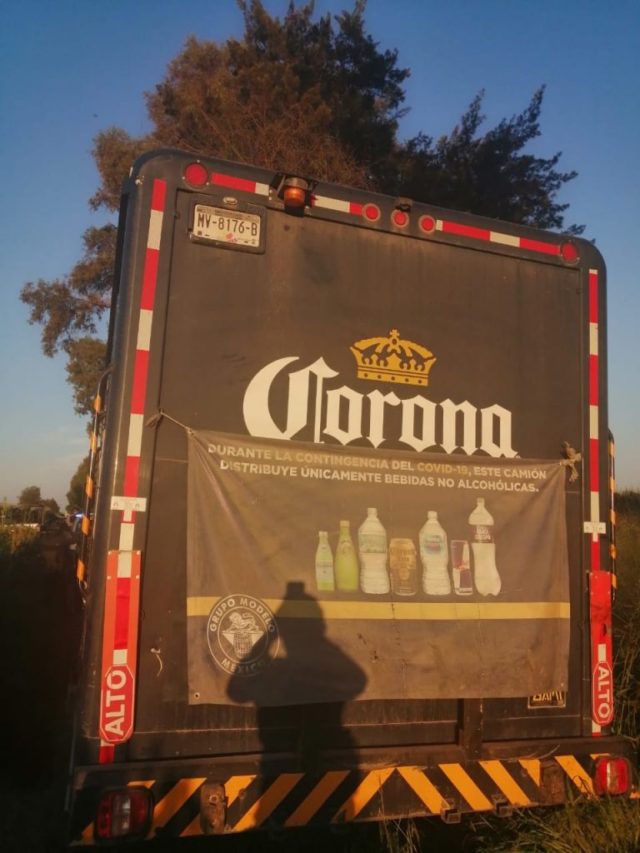 MV-8176-B
Corona
DURANTE LA CONTINGENCIA DEL COVID-19, ESTE CAMIÓN
DISTRIBUYE ÚNICAMENTE BEBIDAS NO ALCOHÓLICAS.
GRUPO MODELO
MÉXICO
ALTO
ALTO